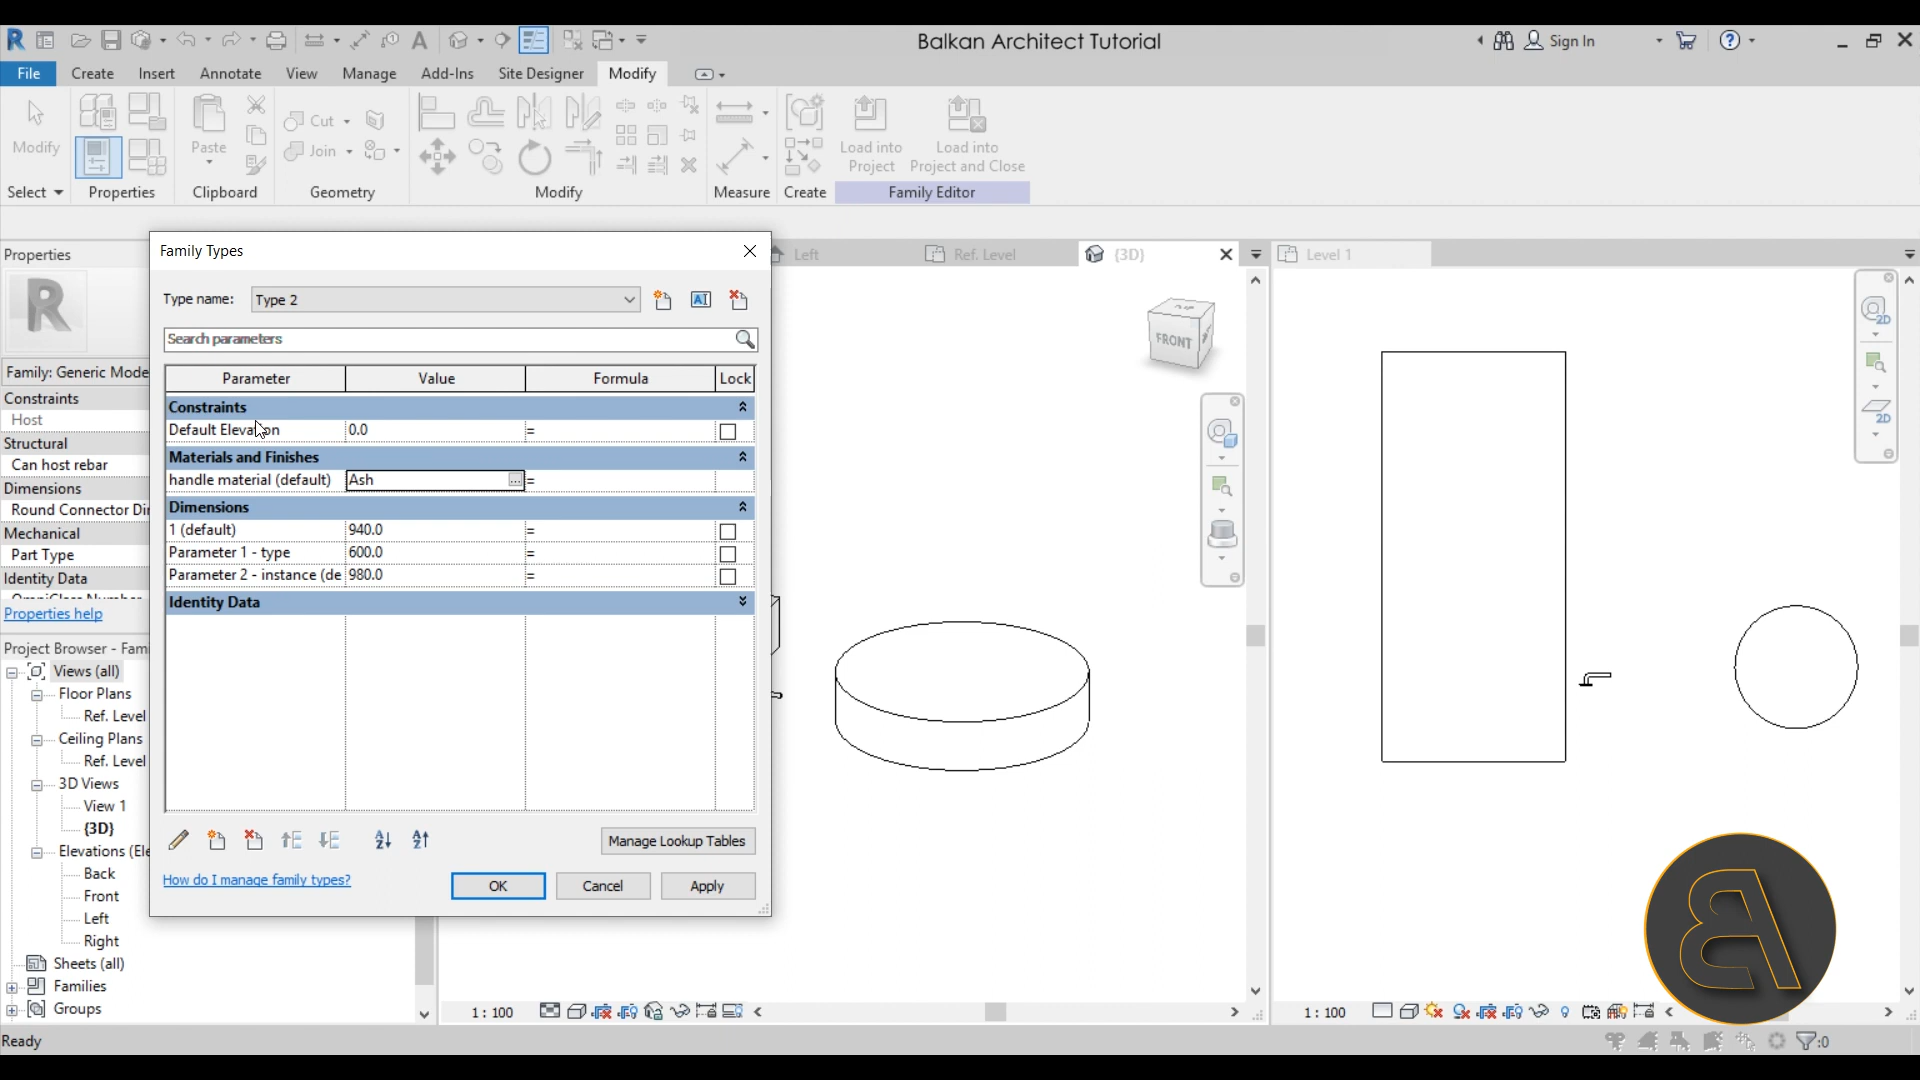 Balkan Architect Tutorial
Sign In
File
Create
Insert
Annotate
View
Manage
Add-Ins
Site Designer
Modify
Modify
Paste
Cut
Join
Load into
Project
Load into
Project and Close
Select
Properties
Clipboard
Geometry
Modify
Measure
Create
Family Editor
Properties
Family: Generic Mode
Constraints
Host
Structural
Can host rebar
Dimensions
Round Connector Di
Mechanical
Part Type
Identity Data
Properties help
Project Browser - Fami
Views (all)
Floor Plans
Ref. Level
Ceiling Plans
Ref. Level
3D Views
View 1
{3D}
Elevations (Ele
Back
Front
Left
Right
Sheets (all)
Families
Groups
Family Types
Type name:
Type 2
Search parameters
Parameter Value Formula Lock
Constraints
Default Elevation 0.0 =
Materials and Finishes
handle material (default) Ash ... =
Dimensions
1 (default) 940.0 =
Parameter 1 - type 600.0 =
Parameter 2 - instance (de 980.0 =
Identity Data
Manage Lookup Tables
How do I manage family types?
OK
Cancel
Apply
Left
Ref. Level
{3D}
Level 1
FRONT
2D
2D
1 : 100
1 : 100
Ready
:0